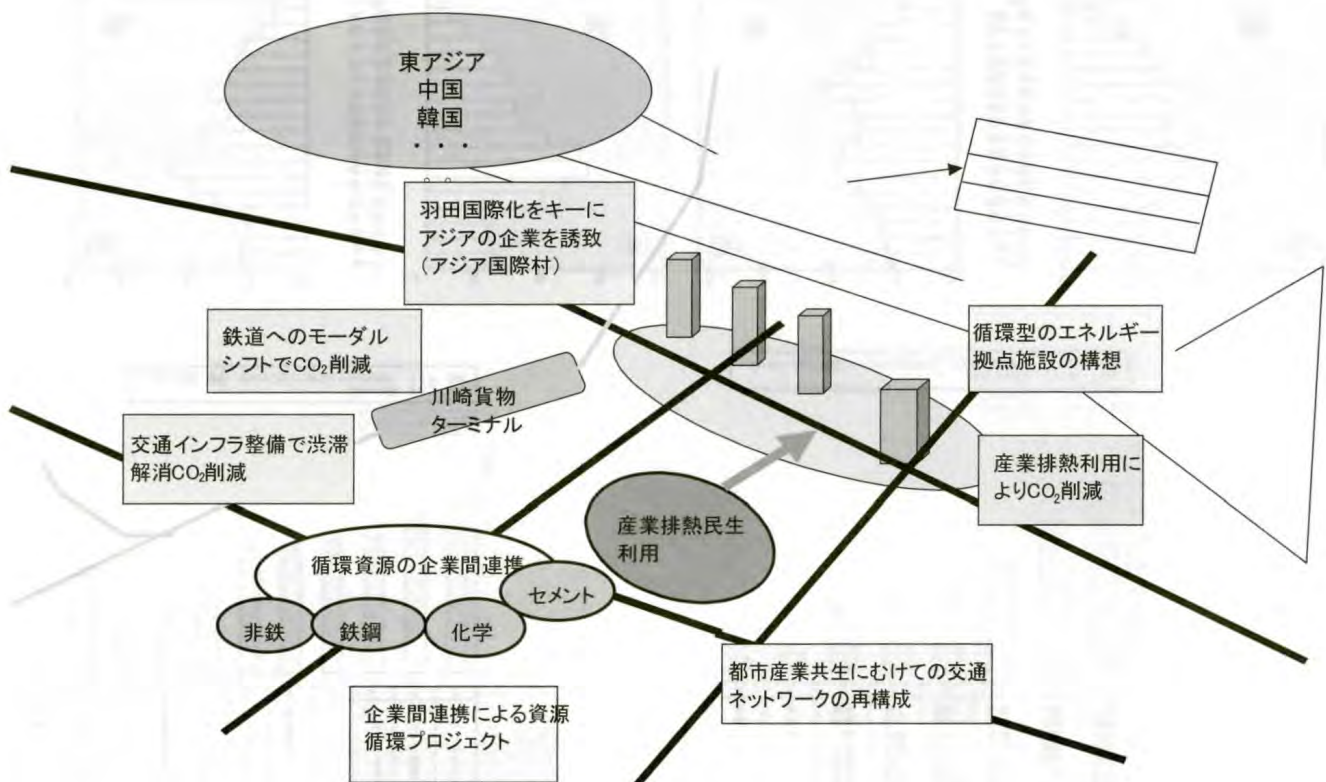 東アジア
中国
韓国
・・・
羽田国際化をキーに
アジアの企業を誘致
(アジア国際村)
鉄道へのモーダル
シフトでCO₂削減
川崎貨物
ターミナル
循環型のエネルギー
拠点施設の構想
交通インフラ整備で渋滞
解消CO₂削減
産業排熱利用に
よりCO₂削減
産業排熱民生
利用
循環資源の企業間連携
セメント
非鉄
鉄鋼
化学
都市産業共生にむけての交通
ネットワークの再構成
企業間連携による資源
循環プロジェクト